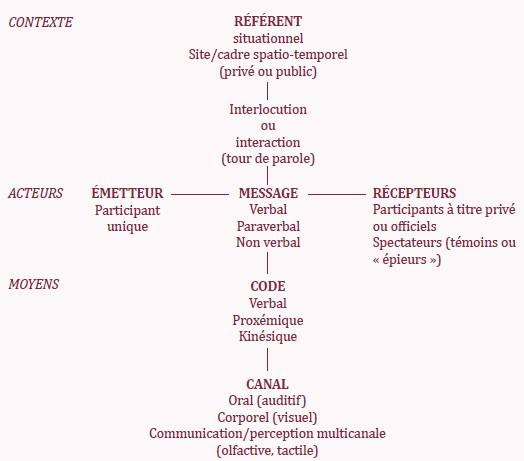 CONTEXTE
RÉFÉRENT
situationnel
Site/cadre spatio-temporel
(privé ou public)
Interlocution
ou
interaction
(tour de parole)
ACTEURS
ÉMETTEUR
Participant
unique
MESSAGE
Verbal
Paraverbal
Non verbal
RÉCEPTEURS
Participants à titre privé
ou officiels
Spectateurs (témoins ou
« épieurs »)
MOYENS
CODE
Verbal
Proxémique
Kinésique
CANAL
Oral (auditif)
Corporel (visuel)
Communication/perception multicanale
(olfactive, tactile)